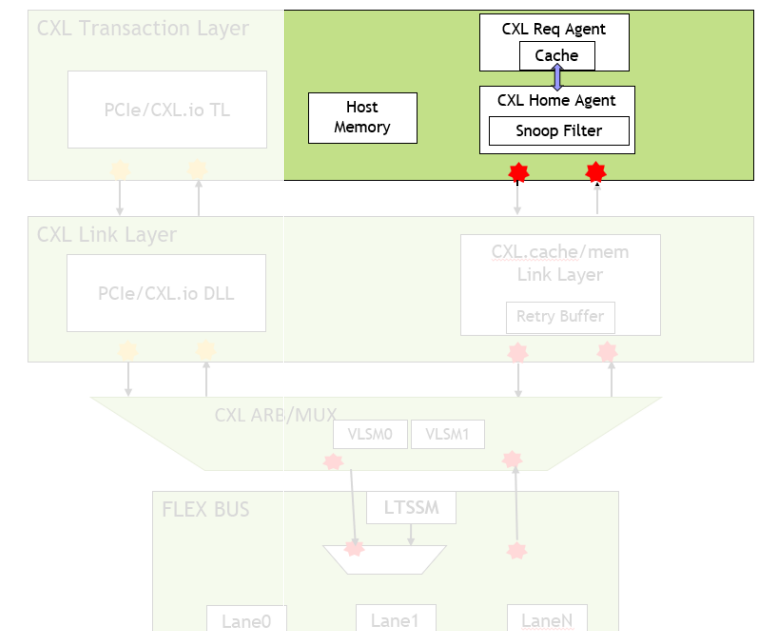 CXL Transaction Layer
CXL Req Agent
Cache
PCIe/CXL.io TL
Host
Memory
CXL Home Agent
Snoop Filter
CXL Link Layer
CXL.cache/mem
Link Layer
PCIe/CXL.io DLL
Retry Buffer
CXL ARB/MUX
VLSM0
VLSM1
FLEX BUS
LTSSM
Lane0
Lane1
LaneN